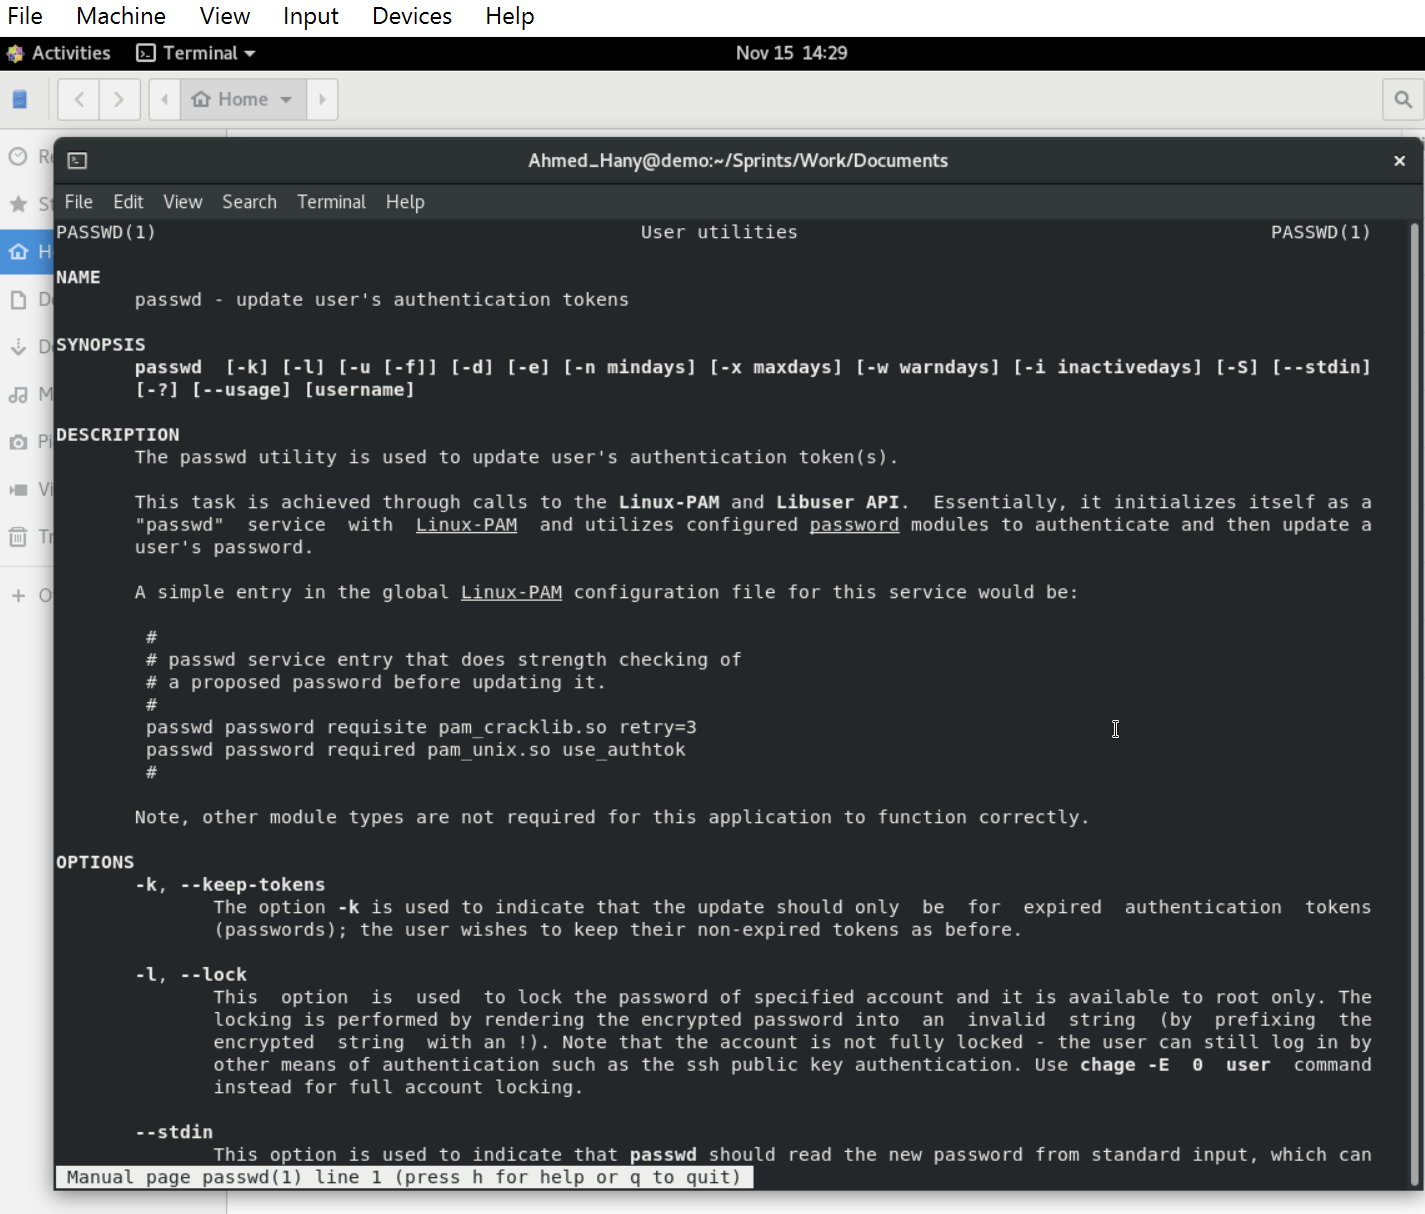 File Machine View Input Devices Help
Activities Terminal Nov 15 14:29
Home
Re
Ahmed_Hany@demo:~/Sprints/Work/Documents
St
File Edit View Search Terminal Help
PASSWD(1) User utilities PASSWD(1)
H
NAME
passwd - update user's authentication tokens
Do
SYNOPSIS
passwd [-k] [-l] [-u [-f]] [-d] [-e] [-n mindays] [-x maxdays] [-w warndays] [-i inactivedays] [-S] [--stdin]
[-?] [--usage] [username]
Do
M
DESCRIPTION
Pi
The passwd utility is used to update user's authentication token(s).
Vi
This task is achieved through calls to the Linux-PAM and Libuser API. Essentially, it initializes itself as a
"passwd" service with Linux-PAM and utilizes configured password modules to authenticate and then update a
Tr
user's password.
A simple entry in the global Linux-PAM configuration file for this service would be:
O
#
# passwd service entry that does strength checking of
# a proposed password before updating it.
#
passwd password requisite pam_cracklib.so retry=3
passwd password required pam_unix.so use_authtok
#
Note, other module types are not required for this application to function correctly.
OPTIONS
-k, --keep-tokens
The option -k is used to indicate that the update should only be for expired authentication tokens
(passwords); the user wishes to keep their non-expired tokens as before.
-l, --lock
This option is used to lock the password of specified account and it is available to root only. The
locking is performed by rendering the encrypted password into an invalid string (by prefixing the
encrypted string with an !). Note that the account is not fully locked - the user can still log in by
other means of authentication such as the ssh public key authentication. Use chage -E 0 user command
instead for full account locking.
--stdin
This option is used to indicate that passwd should read the new password from standard input, which can
Manual page passwd(1) line 1 (press h for help or q to quit)